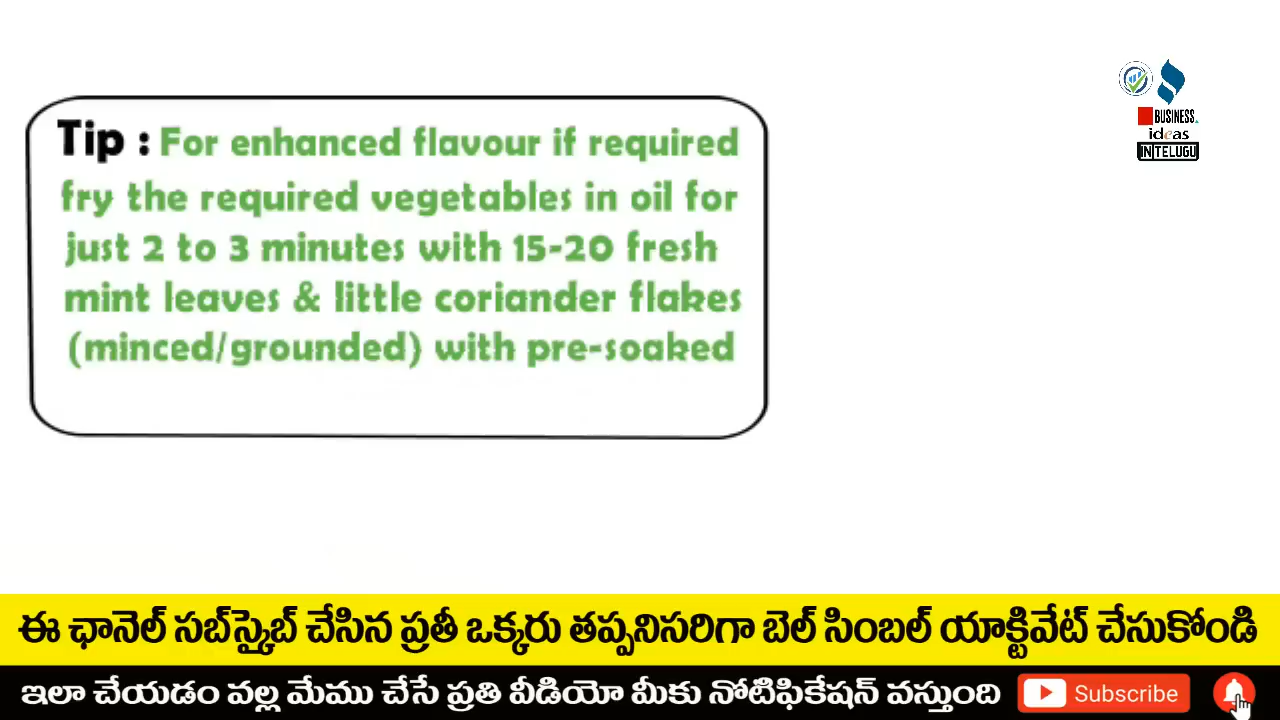 BUSINESS
ideas
IN TELUGU
Tip : For enhanced flavour if required
fry the required vegetables in oil for
just 2 to 3 minutes with 15-20 fresh
mint leaves & little coriander flakes
(minced/grounded) with pre-soaked
ఈ ఛానెల్ సబ్‌స్క్రైబ్ చేసిన ప్రతీ ఒక్కరు తప్పనిసరిగా బెల్ సింబల్ యాక్టివేట్ చేసుకోండి
ఇలా చేయడం వల్ల మేము చేసే ప్రతి వీడియో మీకు నోటిఫికేషన్ వస్తుంది
Subscribe